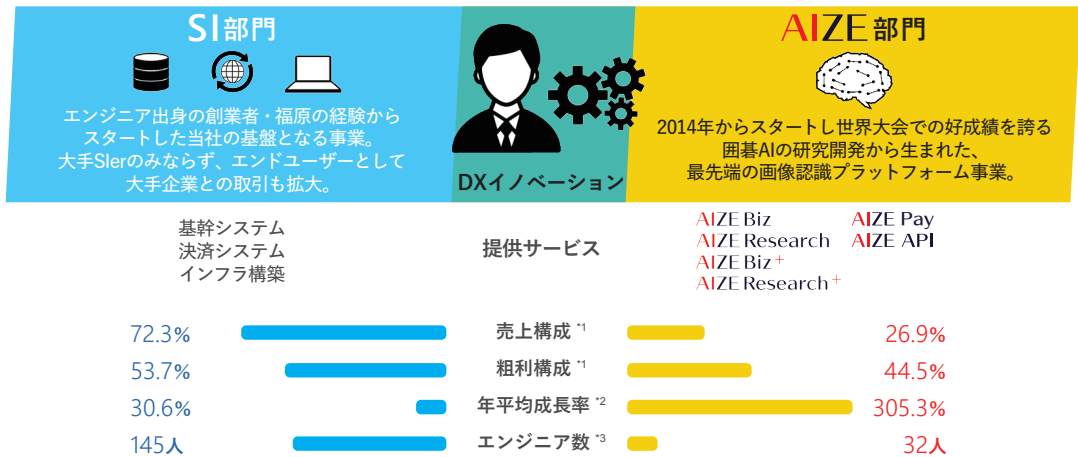 SI部門
エンジニア出身の創業者・福原の経験から
スタートした当社の基盤となる事業。
大手SIerのみならず、エンドユーザーとして
大手企業との取引も拡大。
DXイノベーション
AIZE部門
2014年からスタートし世界大会での好成績を誇る
囲碁AIの研究開発から生まれた、
最先端の画像認識プラットフォーム事業。
基幹システム
決済システム
インフラ構築
提供サービス
AIZE Biz
AIZE Research
AIZE Biz+
AIZE Research+
AIZE Pay
AIZE API
72.3% 売上構成 *1 26.9%
53.7% 粗利構成 *1 44.5%
30.6% 年平均成長率 *2 305.3%
145人 エンジニア数 *3 32人